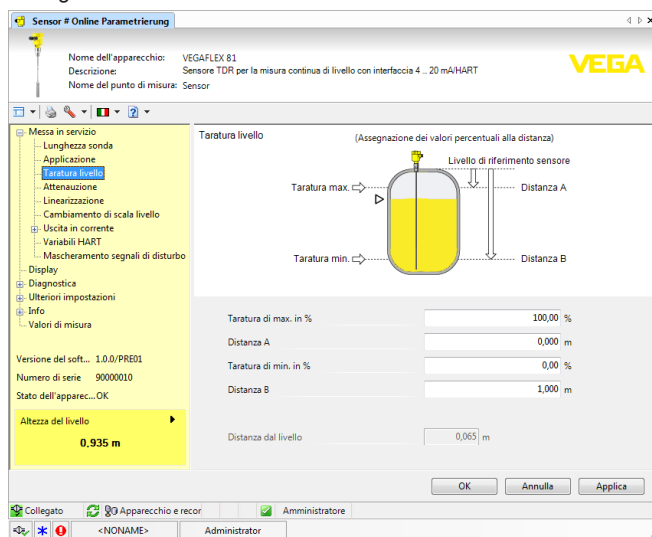 Sensor # Online Parametrierung
Nome dell'apparecchio: VEGAFLEX 81
Descrizione: Sensore TDR per la misura continua di livello con interfaccia 4 .. 20 mA/HART
Nome del punto di misura: Sensor
VEGA
Messa in servizio
Lunghezza sonda
Applicazione
Taratura livello
Attenuazione
Linearizzazione
Cambiamento di scala livello
Uscita in corrente
Variabili HART
Mascheramento segnali di disturbo
Display
Diagnostica
Ulteriori impostazioni
Info
Valori di misura
Versione del soft... 1.0.0/PRE01
Numero di serie 90000010
Stato dell'apparec... OK
Altezza del livello
0,935 m
Taratura livello
(Assegnazione dei valori percentuali alla distanza)
Livello di riferimento sensore
Taratura max.
Distanza A
Taratura min.
Distanza B
Taratura di max. in % 100,00 %
Distanza A 0,000 m
Taratura di min. in % 0,00 %
Distanza B 1,000 m
Distanza dal livello 0,065 m
OK Annulla Applica
Collegato Apparecchio e recor Amministratore
<NONAME> Administrator